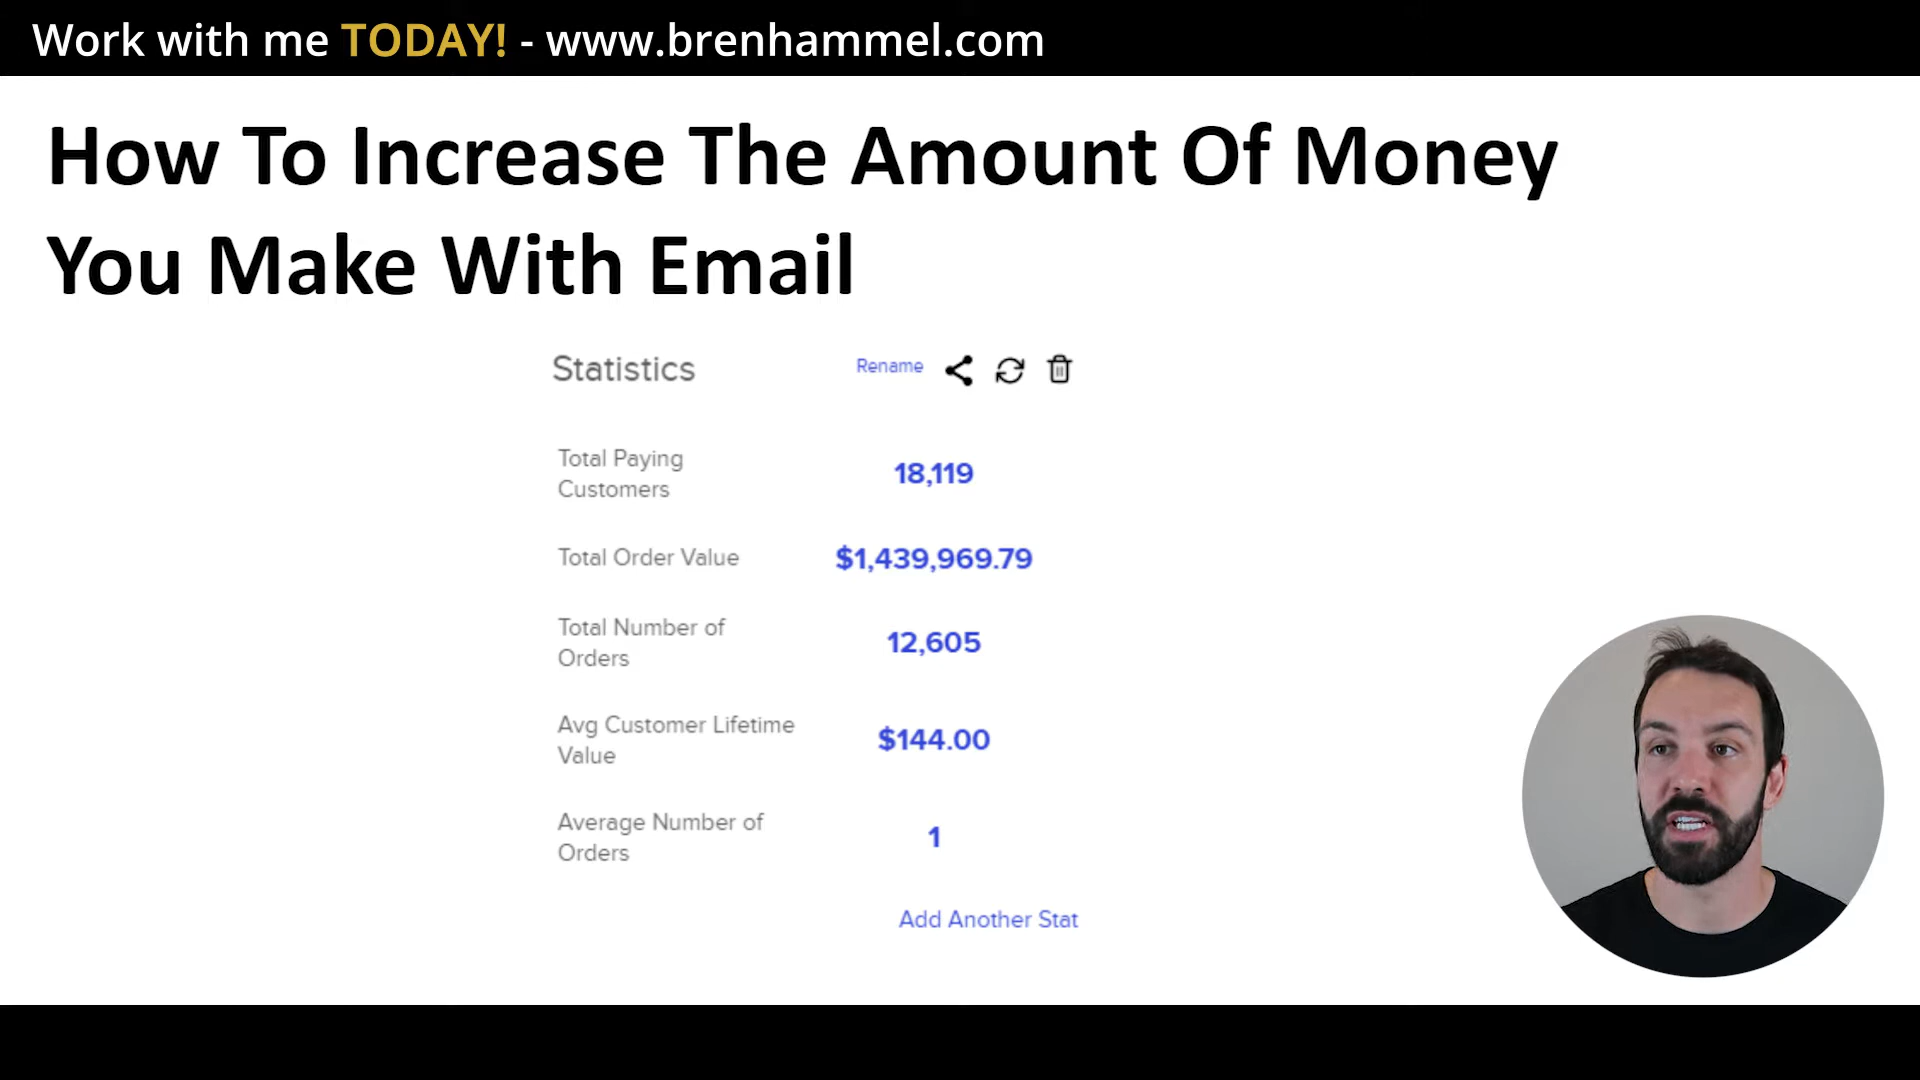 Work with me TODAY! - www.brenhammel.com
How To Increase The Amount Of Money
You Make With Email
Statistics
Rename
Total Paying
Customers
18,119
Total Order Value
$1,439,969.79
Total Number of
Orders
12,605
Avg Customer Lifetime
Value
$144.00
Average Number of
Orders
1
Add Another Stat